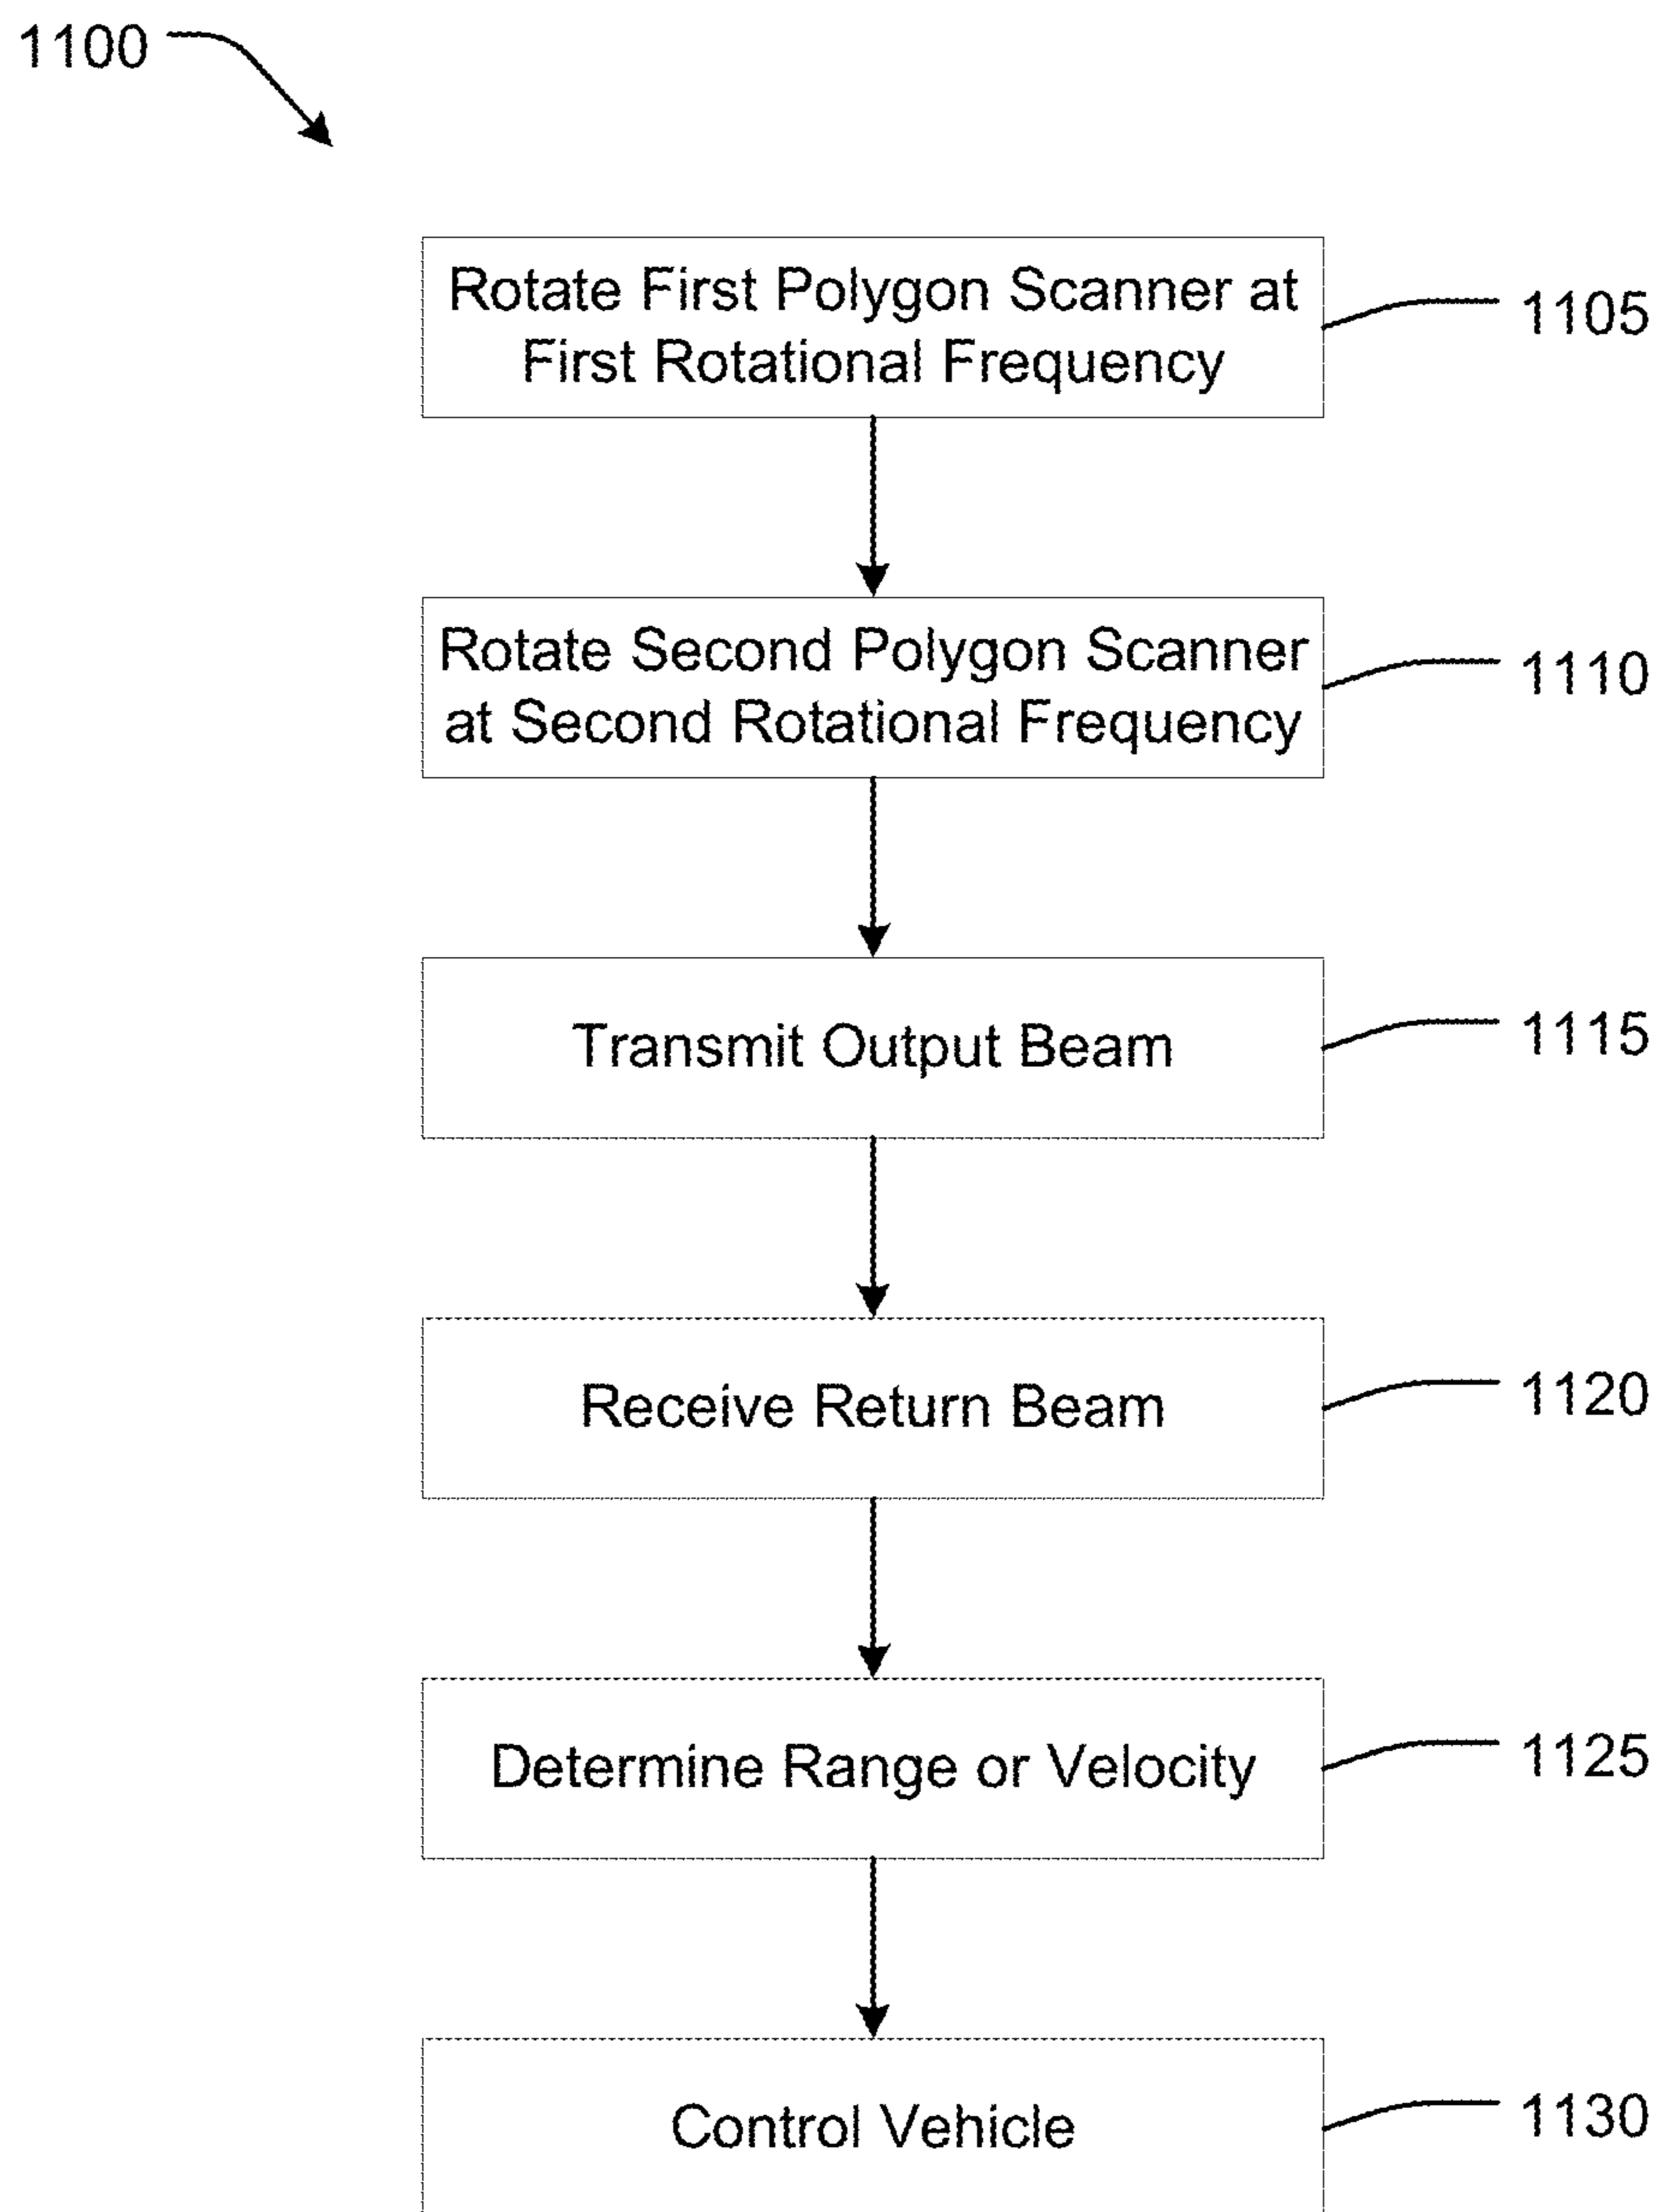 1100
Rotate First Polygon Scanner at
First Rotational Frequency
1105
Rotate Second Polygon Scanner
at Second Rotational Frequency
1110
Transmit Output Beam
1115
Receive Return Beam
1120
Determine Range or Velocity
1125
Control Vehicle
1130